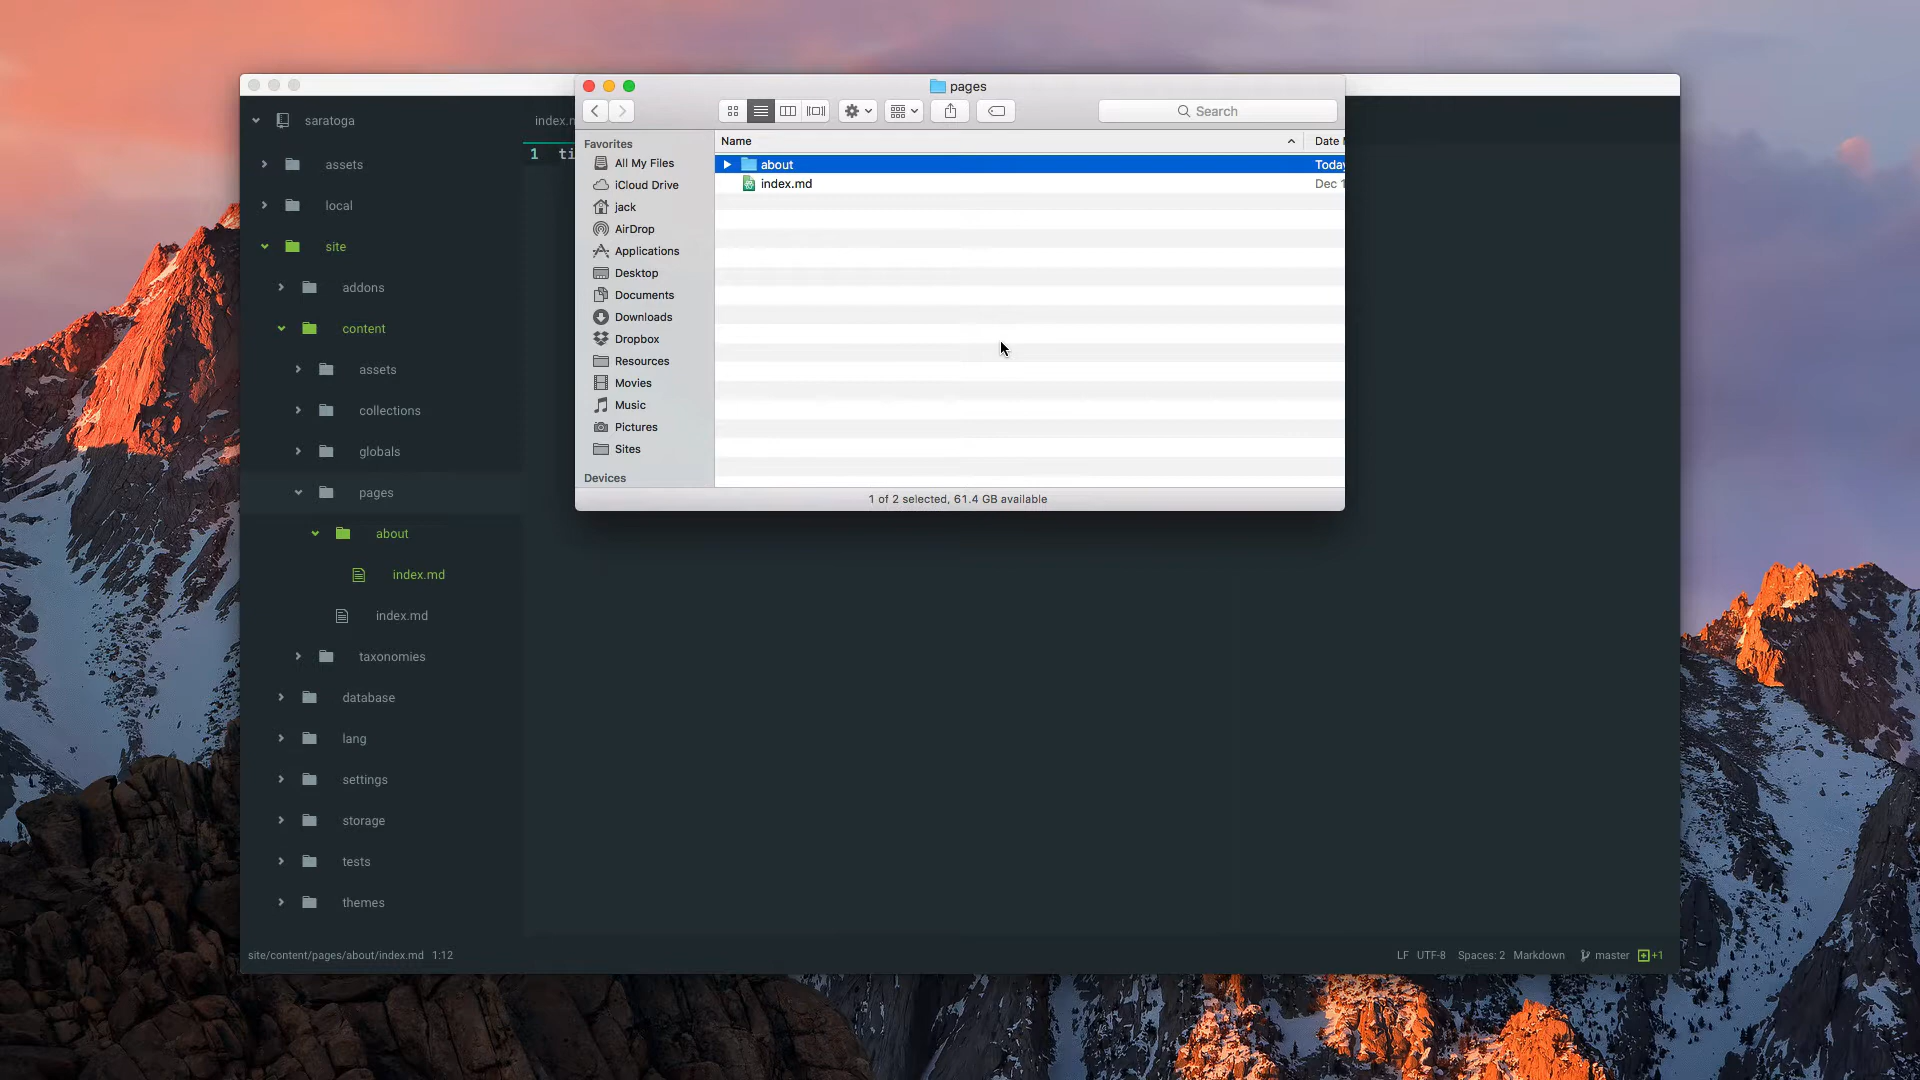 pages
Search
Favorites
All My Files
iCloud Drive
jack
AirDrop
Applications
Desktop
Documents
Downloads
Dropbox
Resources
Movies
Music
Pictures
Sites
Devices
Name
Date
about
Today
index.md
Dec 1
1 of 2 selected, 61.4 GB available
saratoga
assets
local
site
addons
content
assets
collections
globals
pages
about
index.md
index.md
taxonomies
database
lang
settings
storage
tests
themes
index.m
1 ti
site/content/pages/about/index.md 1:12
LF UTF-8 Spaces: 2 Markdown master +1